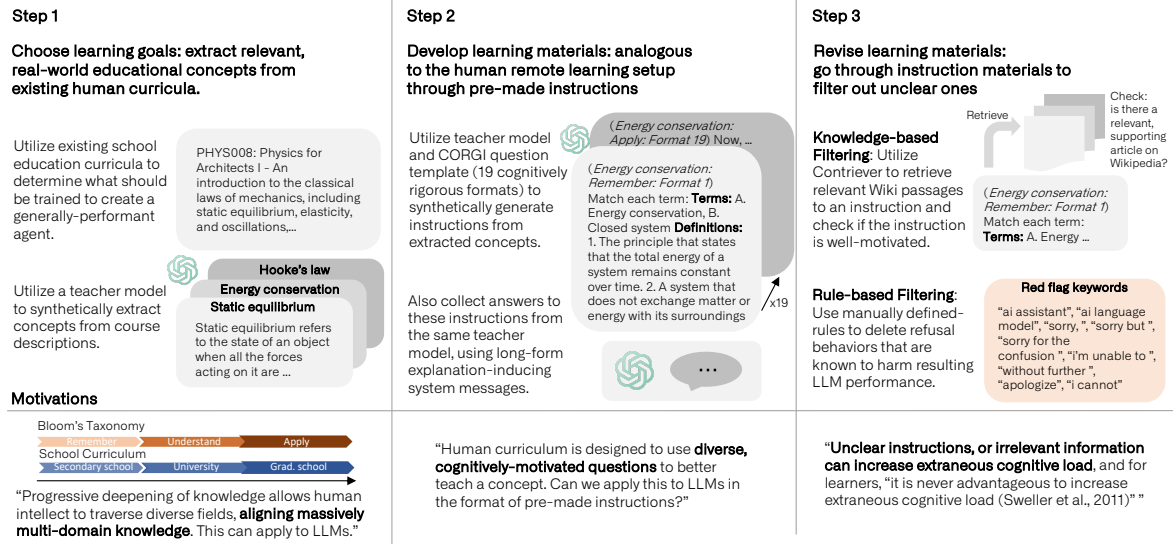 Step 1
Choose learning goals: extract relevant,
real-world educational concepts from
existing human curricula.
Utilize existing school
education curricula to
determine what should
be trained to create a
generally-performant
agent.
PHYS008: Physics for
Architects I - An
introduction to the classical
laws of mechanics, including
static equilibrium, elasticity,
and oscillations,...
Utilize a teacher model
to synthetically extract
concepts from course
descriptions.
Hooke's law
Energy conservation
Static equilibrium
Static equilibrium refers
to the state of an object
when all the forces
acting on it are ...
Motivations
Bloom's Taxonomy
Remember
Understand
Apply
School Curriculum
Secondary school
University
Grad. school
“Progressive deepening of knowledge allows human
intellect to traverse diverse fields, aligning massively
multi-domain knowledge. This can apply to LLMs.”
Step 2
Develop learning materials: analogous
to the human remote learning setup
through pre-made instructions
Utilize teacher model
and CORGI question
template (19 cognitively
rigorous formats) to
synthetically generate
instructions from
extracted concepts.
(Energy conservation:
Apply: Format 19) Now, ...
(Energy conservation:
Remember: Format 1)
Match each term: Terms: A.
Energy conservation, B.
Closed system Definitions:
1. The principle that states
that the total energy of a
system remains constant
over time. 2. A system that
does not exchange matter or
energy with its surroundings
x19
Also collect answers to
these instructions from
the same teacher
model, using long-form
explanation-inducing
system messages.
...
“Human curriculum is designed to use diverse,
cognitively-motivated questions to better
teach a concept. Can we apply this to LLMs in
the format of pre-made instructions?”
Step 3
Revise learning materials:
go through instruction materials to
filter out unclear ones
Knowledge-based
Filtering: Utilize
Contriever to retrieve
relevant Wiki passages
to an instruction and
check if the instruction
is well-motivated.
Retrieve
Check:
is there a
relevant,
supporting
article on
Wikipedia?
(Energy conservation:
Remember: Format 1)
Match each term:
Terms: A. Energy ...
Rule-based Filtering:
Use manually defined-
rules to delete refusal
behaviors that are
known to harm resulting
LLM performance.
Red flag keywords
“ai assistant”, “ai language
model”, “sorry, ”, “sorry but ”,
“sorry for the
confusion ”, “i'm unable to ”,
“without further ”,
“apologize”, “i cannot”
“Unclear instructions, or irrelevant information
can increase extraneous cognitive load, and for
learners, “it is never advantageous to increase
extraneous cognitive load (Sweller et al., 2011)” ”